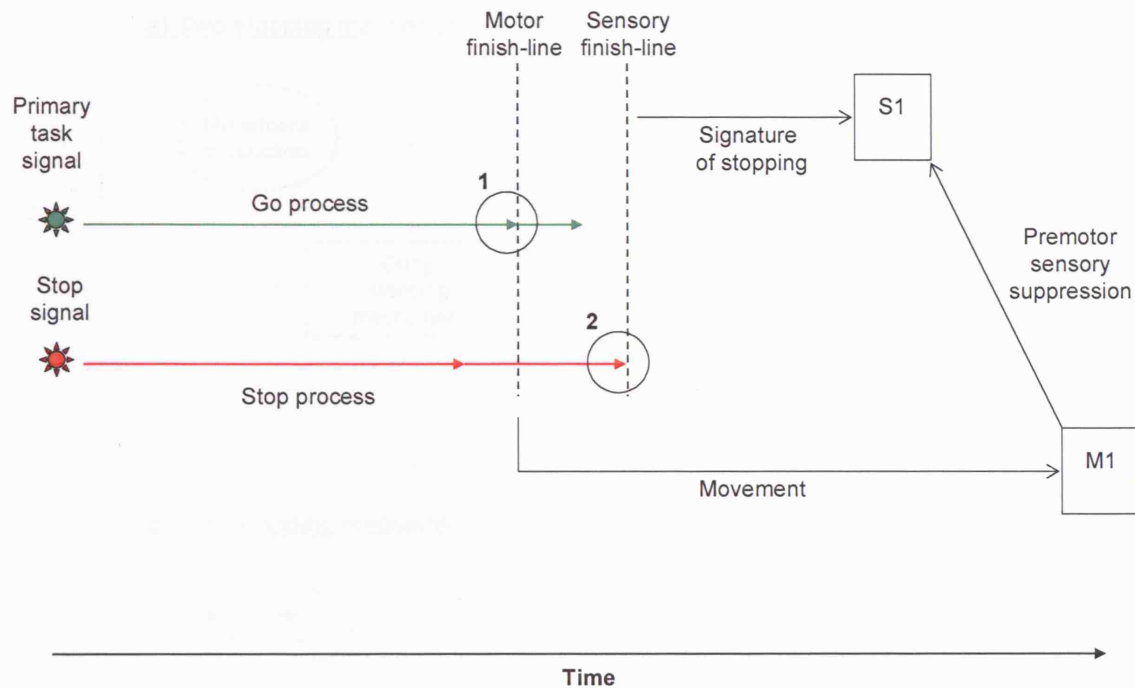 Motor
finish-line
Sensory
finish-line
Primary
task
signal
S1
Signature
of stopping
1
Go process
Premotor
sensory
suppression
Stop
signal
2
Stop process
M1
Movement
Time